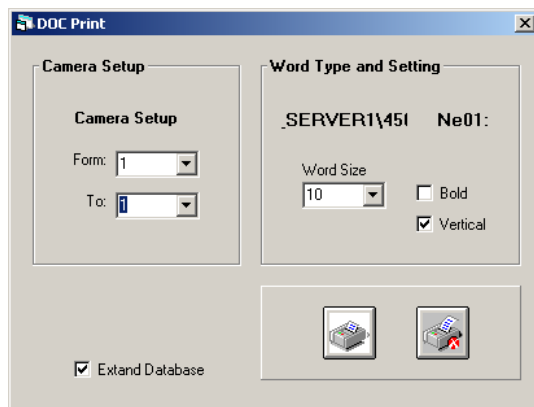 DOC Print
Camera Setup
Camera Setup
Form: 1
To: 1
Word Type and Setting
_SERVER1\45( Ne01:
Word Size
10
Bold
Vertical
Extand Database